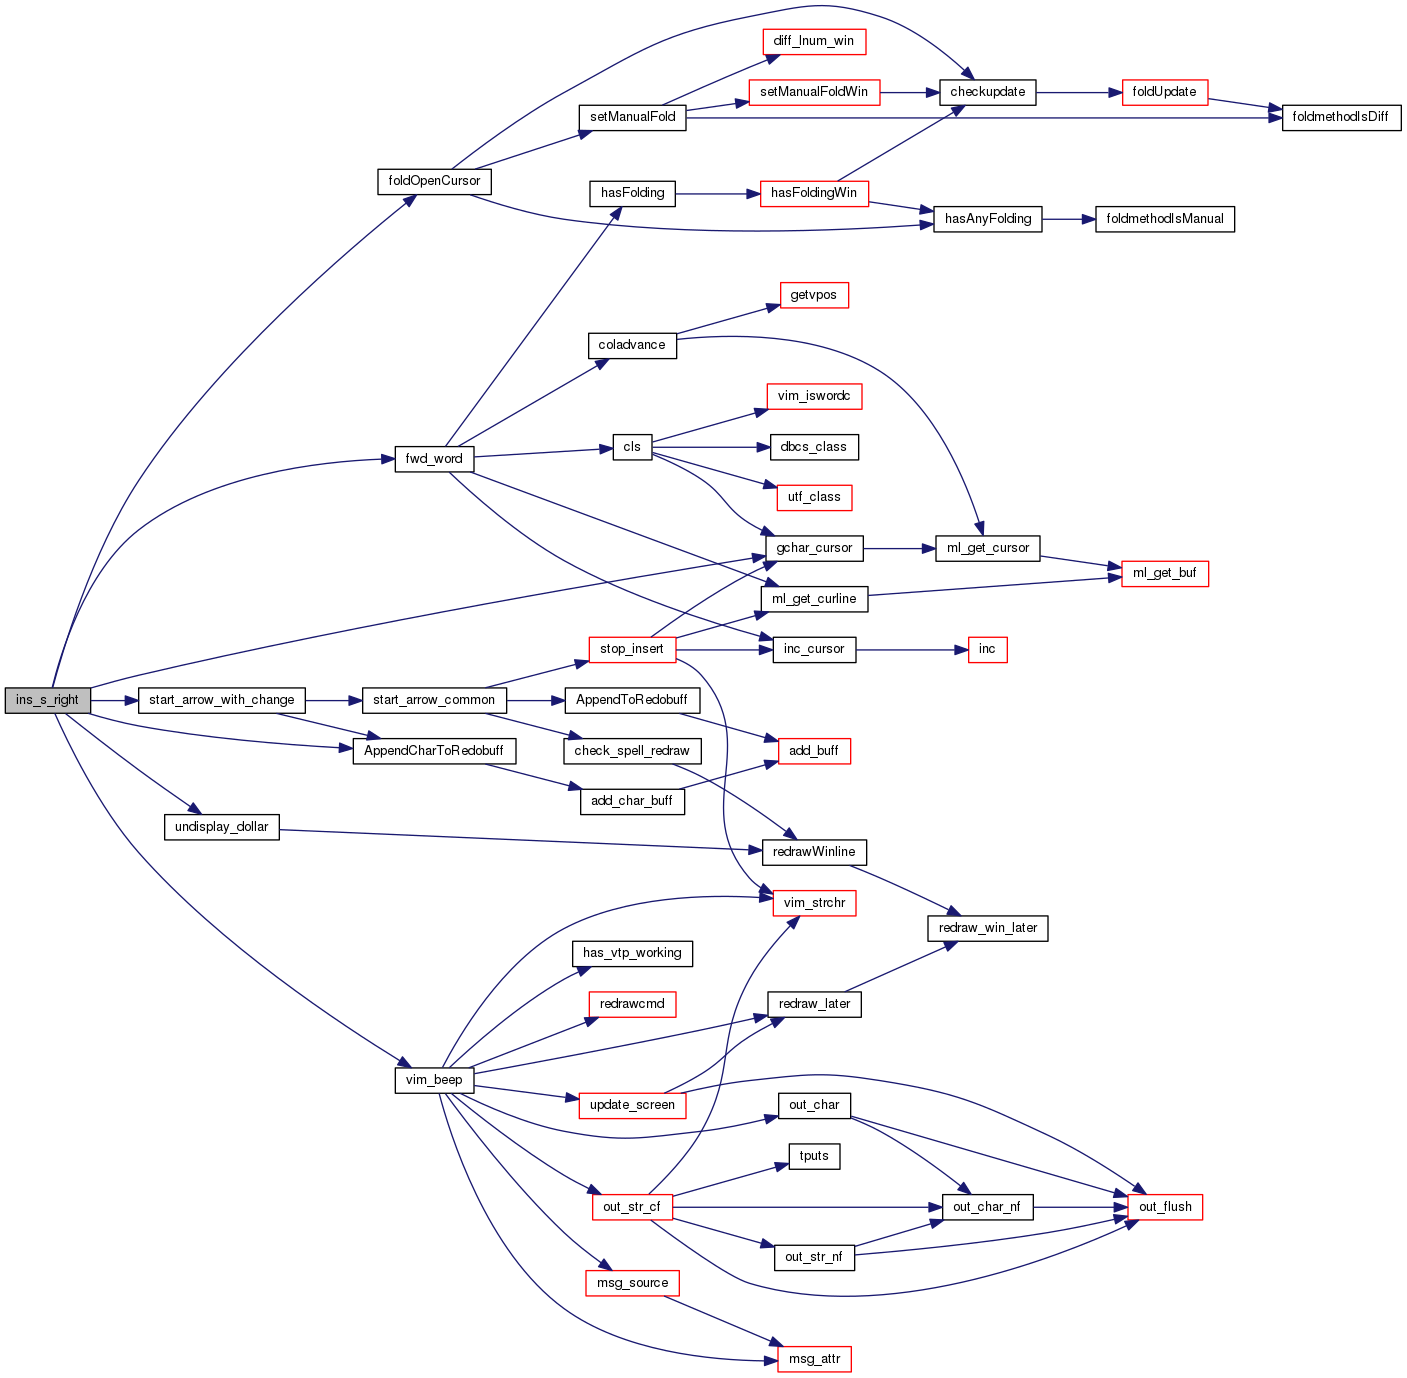 diff_lnum_win
setManualFoldWin
checkupdate
foldUpdate
setManualFold
foldmethodIsDiff
foldOpenCursor
hasFolding
hasFoldingWin
hasAnyFolding
foldmethodIsManual
getvpos
coladvance
vim_iswordc
fwd_word
cls
dbcs_class
utf_class
gchar_cursor
ml_get_cursor
ml_get_buf
ml_get_curline
stop_insert
inc_cursor
inc
ins_s_right
start_arrow_with_change
start_arrow_common
AppendToRedobuff
AppendCharToRedobuff
check_spell_redraw
add_buff
add_char_buff
undisplay_dollar
redrawWinline
vim_strchr
redraw_win_later
has_vtp_working
redrawcmd
redraw_later
vim_beep
update_screen
out_char
tputs
out_str_cf
out_char_nf
out_flush
out_str_nf
msg_source
msg_attr